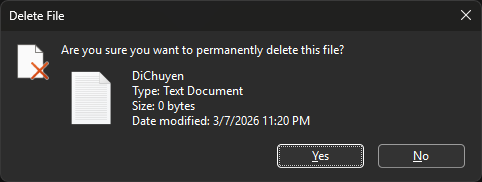 Delete File
Are you sure you want to permanently delete this file?
DiChuyen
Type: Text Document
Size: 0 bytes
Date modified: 3/7/2026 11:20 PM
Yes
No